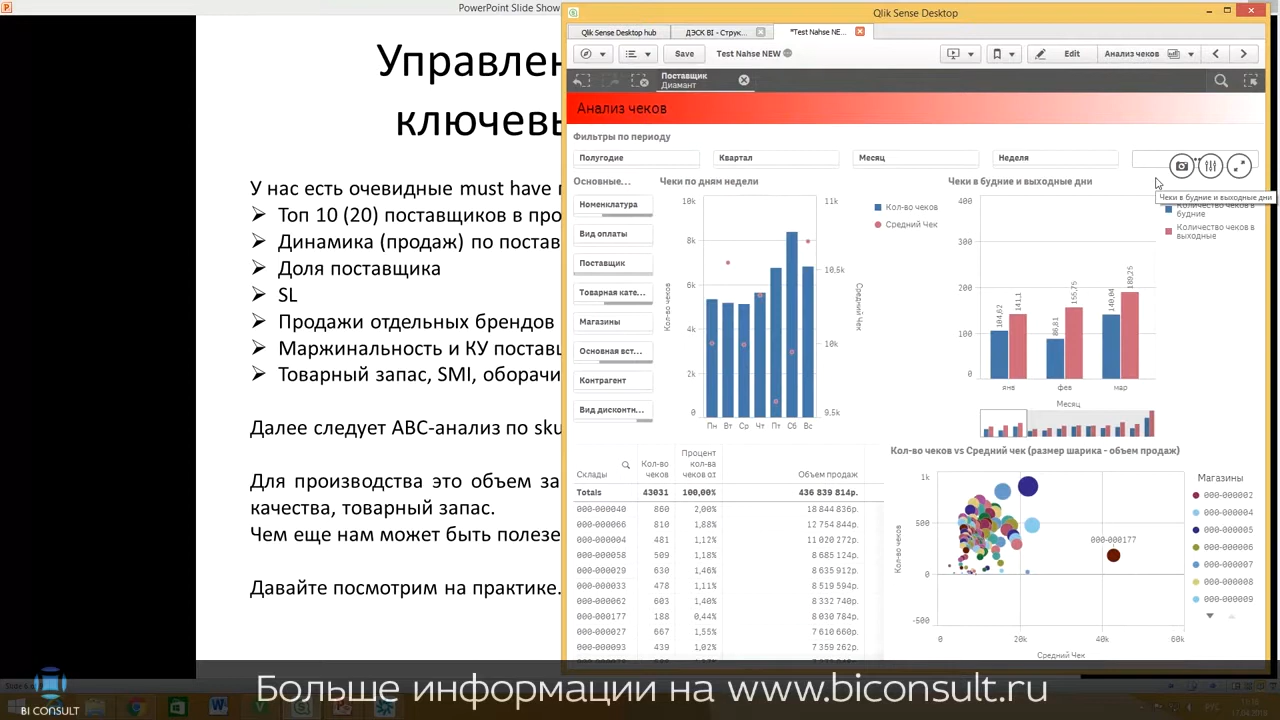 PowerPoint Slide Show
Управлен
ключевы
У нас есть очевидные must have п
Топ 10 (20) поставщиков в про
Динамика (продаж) по постав
Доля поставщика
SL
Продажи отдельных брендов
Маржинальность и КУ поставщ
Товарный запас, SMI, оборачи
Далее следует ABC-анализ по sku
Для производства это объем за
качества, товарный запас.
Чем еще нам может быть полезе
Давайте посмотрим на практике.
Qlik Sense Desktop
Qlik Sense Desktop hub
ДЭСК BI - Струк...
*Test Nahse NE...
Save
Test Nahse NEW
Edit
Анализ чеков
Поставщик
Диамант
Анализ чеков
Фильтры по периоду
Полугодие
Квартал
Месяц
Неделя
Основные...
Номенклатура
Вид оплаты
Поставщик
Товарная кате...
Магазины
Основная вст...
Контрагент
Вид дисконтн...
Чеки по дням недели
10k
8k
6k
4k
2k
0
11k
10,5k
10k
9,5k
Кол-во чеков
Средний Чек
Пн Вт Ср Чт Пт Сб Вс
Кол-во чеков
Средний Чек
Чеки в будние и выходные дни
Чеки в будние и выходные дни
Количество чеков в
будние
Количество чеков в
выходные
400
300
200
100
0
104,62
141,1
86,81
155,75
140,04
189,25
янв
фев
мар
Месяц
Склады
Кол-во
чеков
Процент
кол-ва
чеков от
Объем продаж
Totals 43031 100,00% 436 839 814р.
000-000040 860 2,00% 18 844 836р.
000-000066 810 1,88% 12 754 844р.
000-000004 481 1,12% 11 020 272р.
000-000058 509 1,18% 8 685 124р.
000-000029 630 1,46% 8 635 912р.
000-000033 478 1,11% 8 519 594р.
000-000062 603 1,40% 8 332 740р.
000-000177 188 0,44% 8 030 784р.
000-000027 667 1,55% 7 610 660р.
000-000093 439 1,02% 7 359 262р.
Кол-во чеков vs Средний чек (размер шарика - объем продаж)
1k
500
0
-500
Кол-во чеков
000-000177
0
20k
40k
60k
Средний Чек
Магазины
000-000002
000-000004
000-000005
000-000006
000-000007
000-000008
000-000009
Больше информации на www.biconsult.ru
BI CONSULT